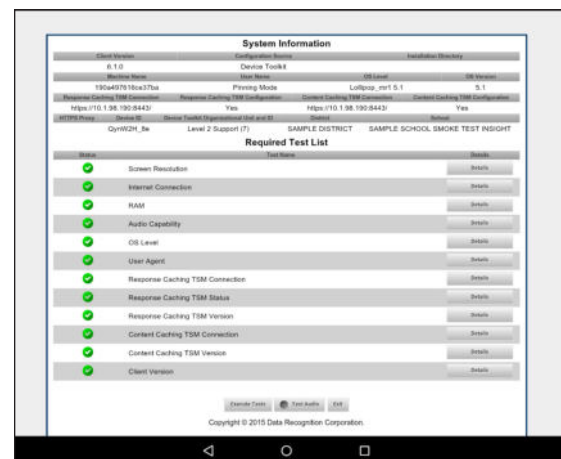 System Information
Client Version Configuration Source Installation Directory
6.1.0 Device Toolkit
Machine Name User Name OS Level OS Version
190a497616ce37ba Pinning Mode Lollipop_mr1 5.1 5.1
Response Caching TSM Connection Response Caching TSM Configuration Content Caching TSM Connection Content Caching TSM Configuration
https://10.1.98.190:8443/ Yes https://10.1.98.190:8443/ Yes
HTTPS Proxy Device ID Device Toolkit Organizational Unit and ID District School
Level 2 Support (7) SAMPLE DISTRICT SAMPLE SCHOOL SMOKE TEST INSIGHT
Required Test List
Status Test Name Details
Screen Resolution Details
Internet Connection Details
RAM Details
Audio Capability Details
OS Level Details
User Agent Details
Response Caching TSM Connection Details
Response Caching TSM Status Details
Response Caching TSM Version Details
Content Caching TSM Connection Details
Content Caching TSM Version Details
Client Version Details
Execute Tests Test Audio Exit
Copyright © 2015 Data Recognition Corporation.